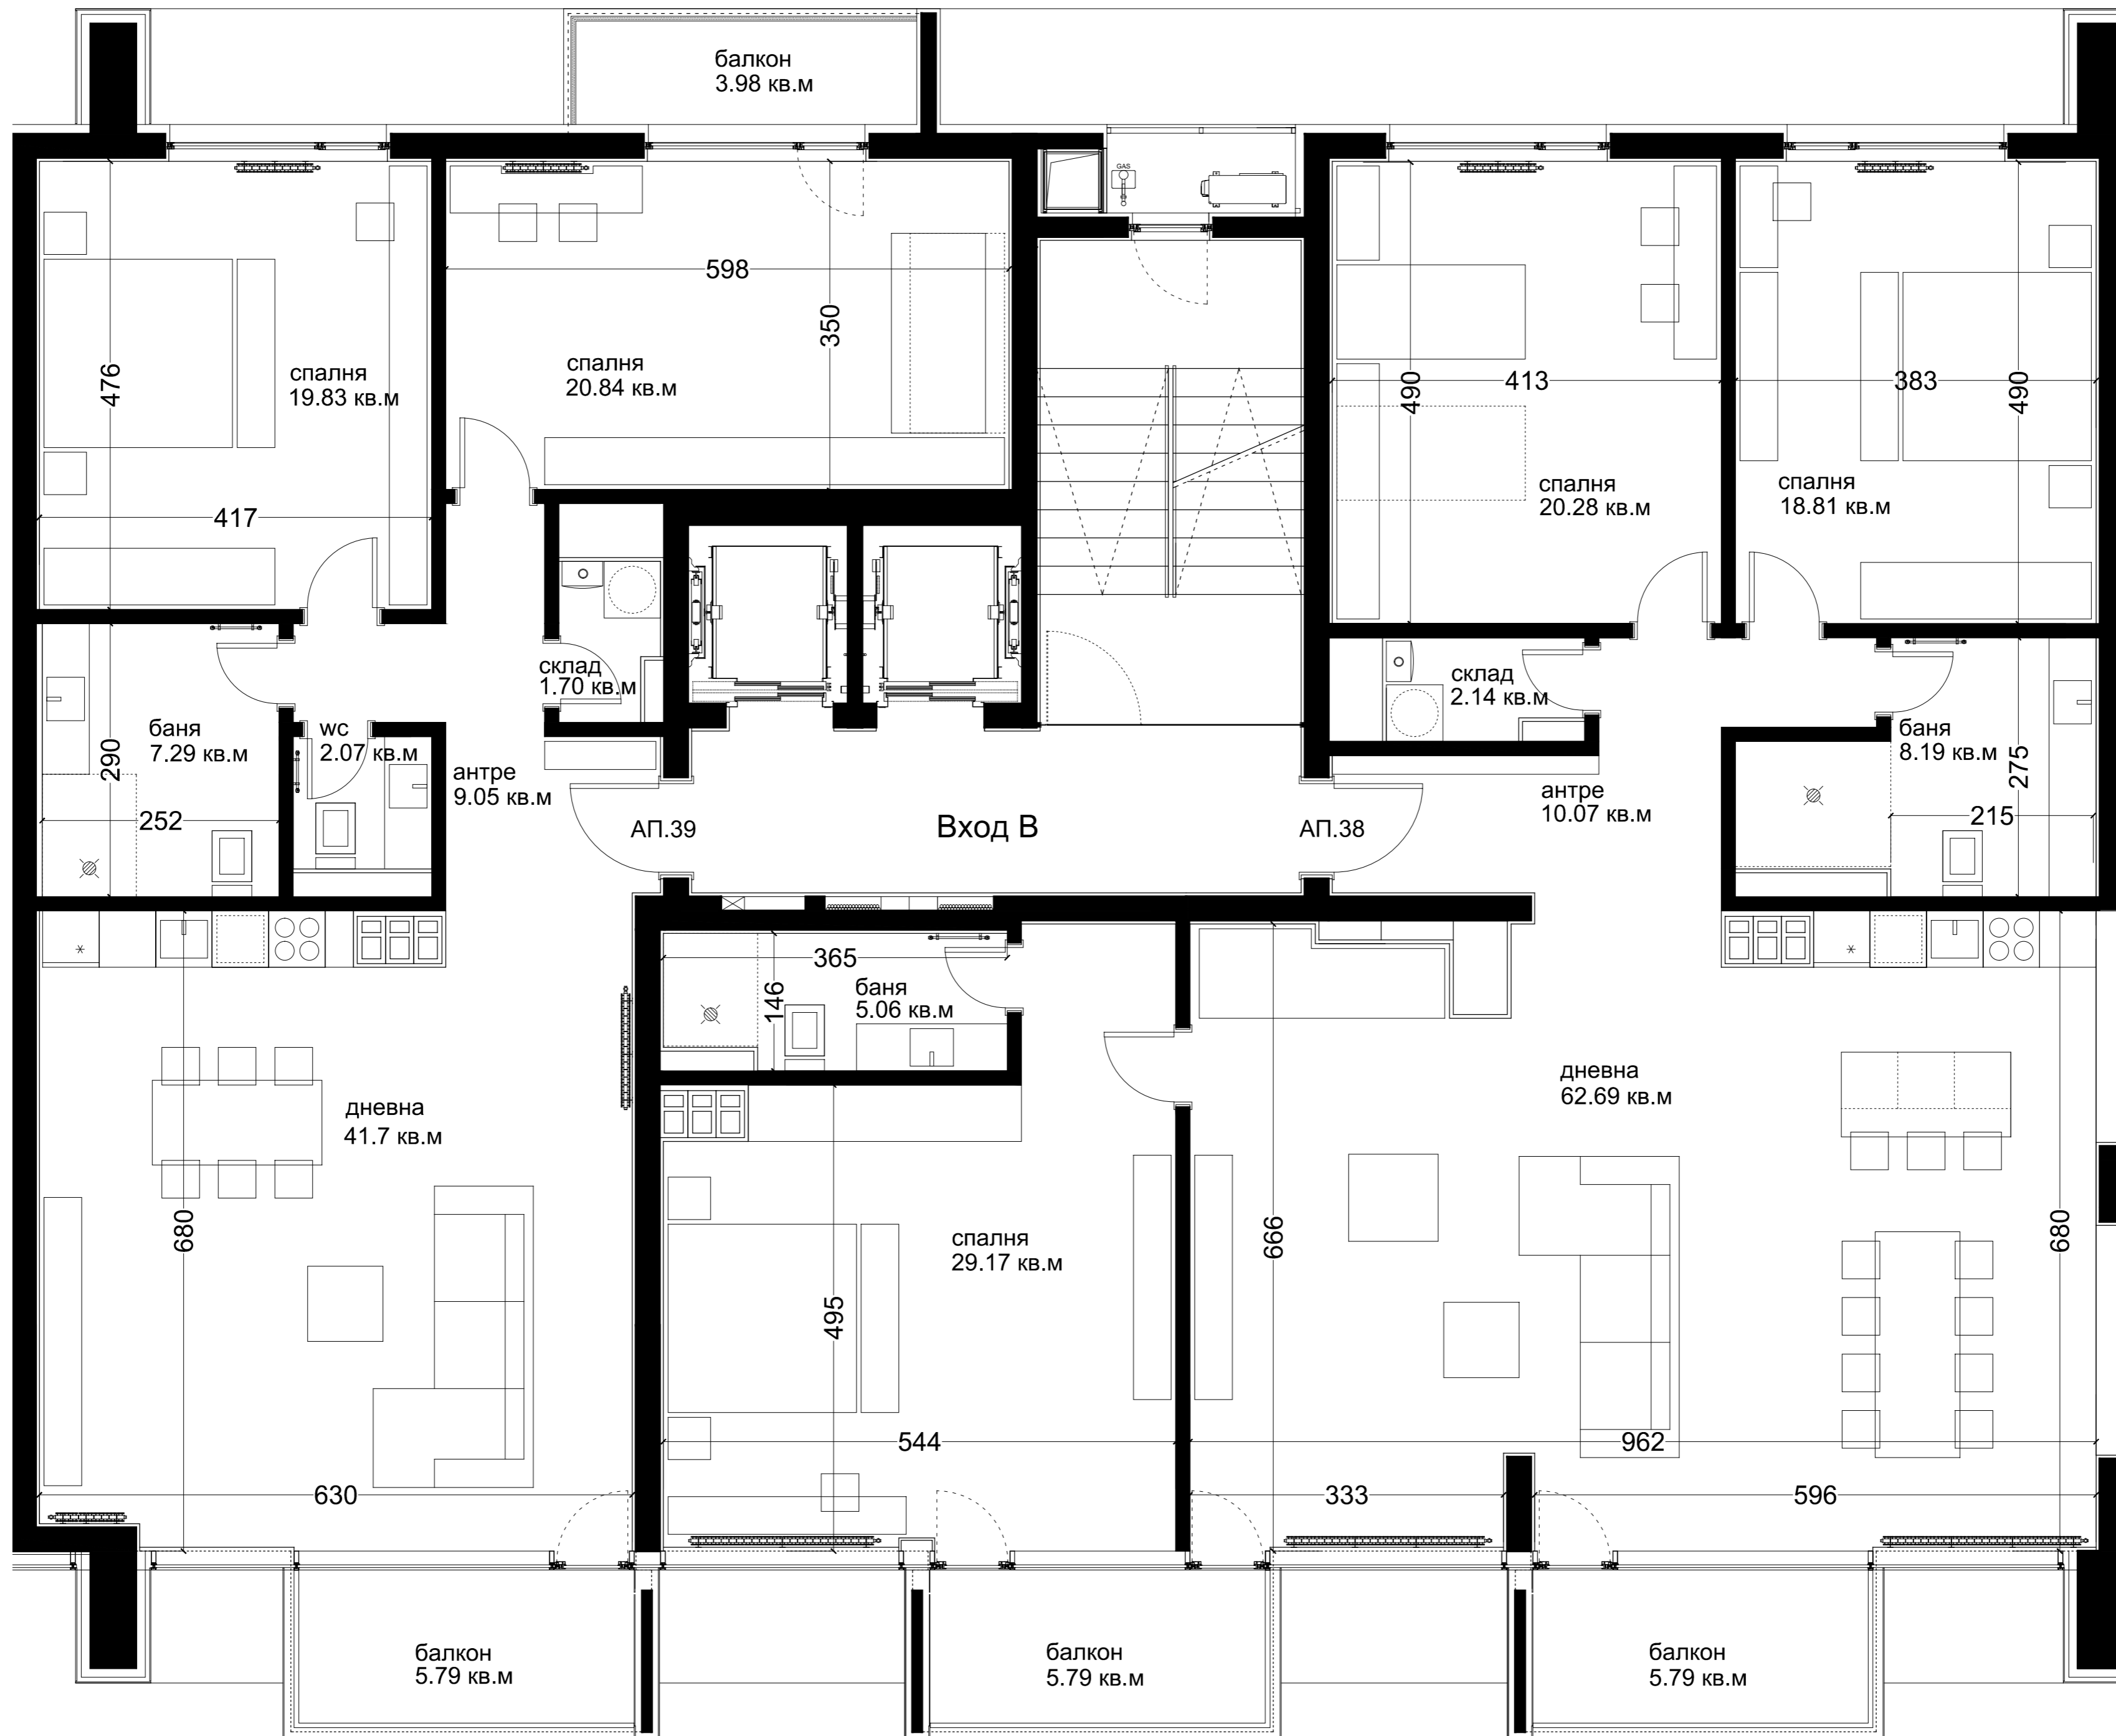 балкон
3.98 кв.м
GAS
598
350
476
спалня
19.83 кв.м
спалня
20.84 кв.м
417
490
413
383
490
спалня
20.28 кв.м
спалня
18.81 кв.м
склад
1.70 кв.м
склад
2.14 кв.м
баня
7.29 кв.м
wc
2.07 кв.м
290
252
антре
9.05 кв.м
АП.39
Вход В
АП.38
антре
10.07 кв.м
баня
8.19 кв.м
275
215
365
146
баня
5.06 кв.м
дневна
41.7 кв.м
680
630
спалня
29.17 кв.м
495
544
дневна
62.69 кв.м
666
680
962
333
596
балкон
5.79 кв.м
балкон
5.79 кв.м
балкон
5.79 кв.м